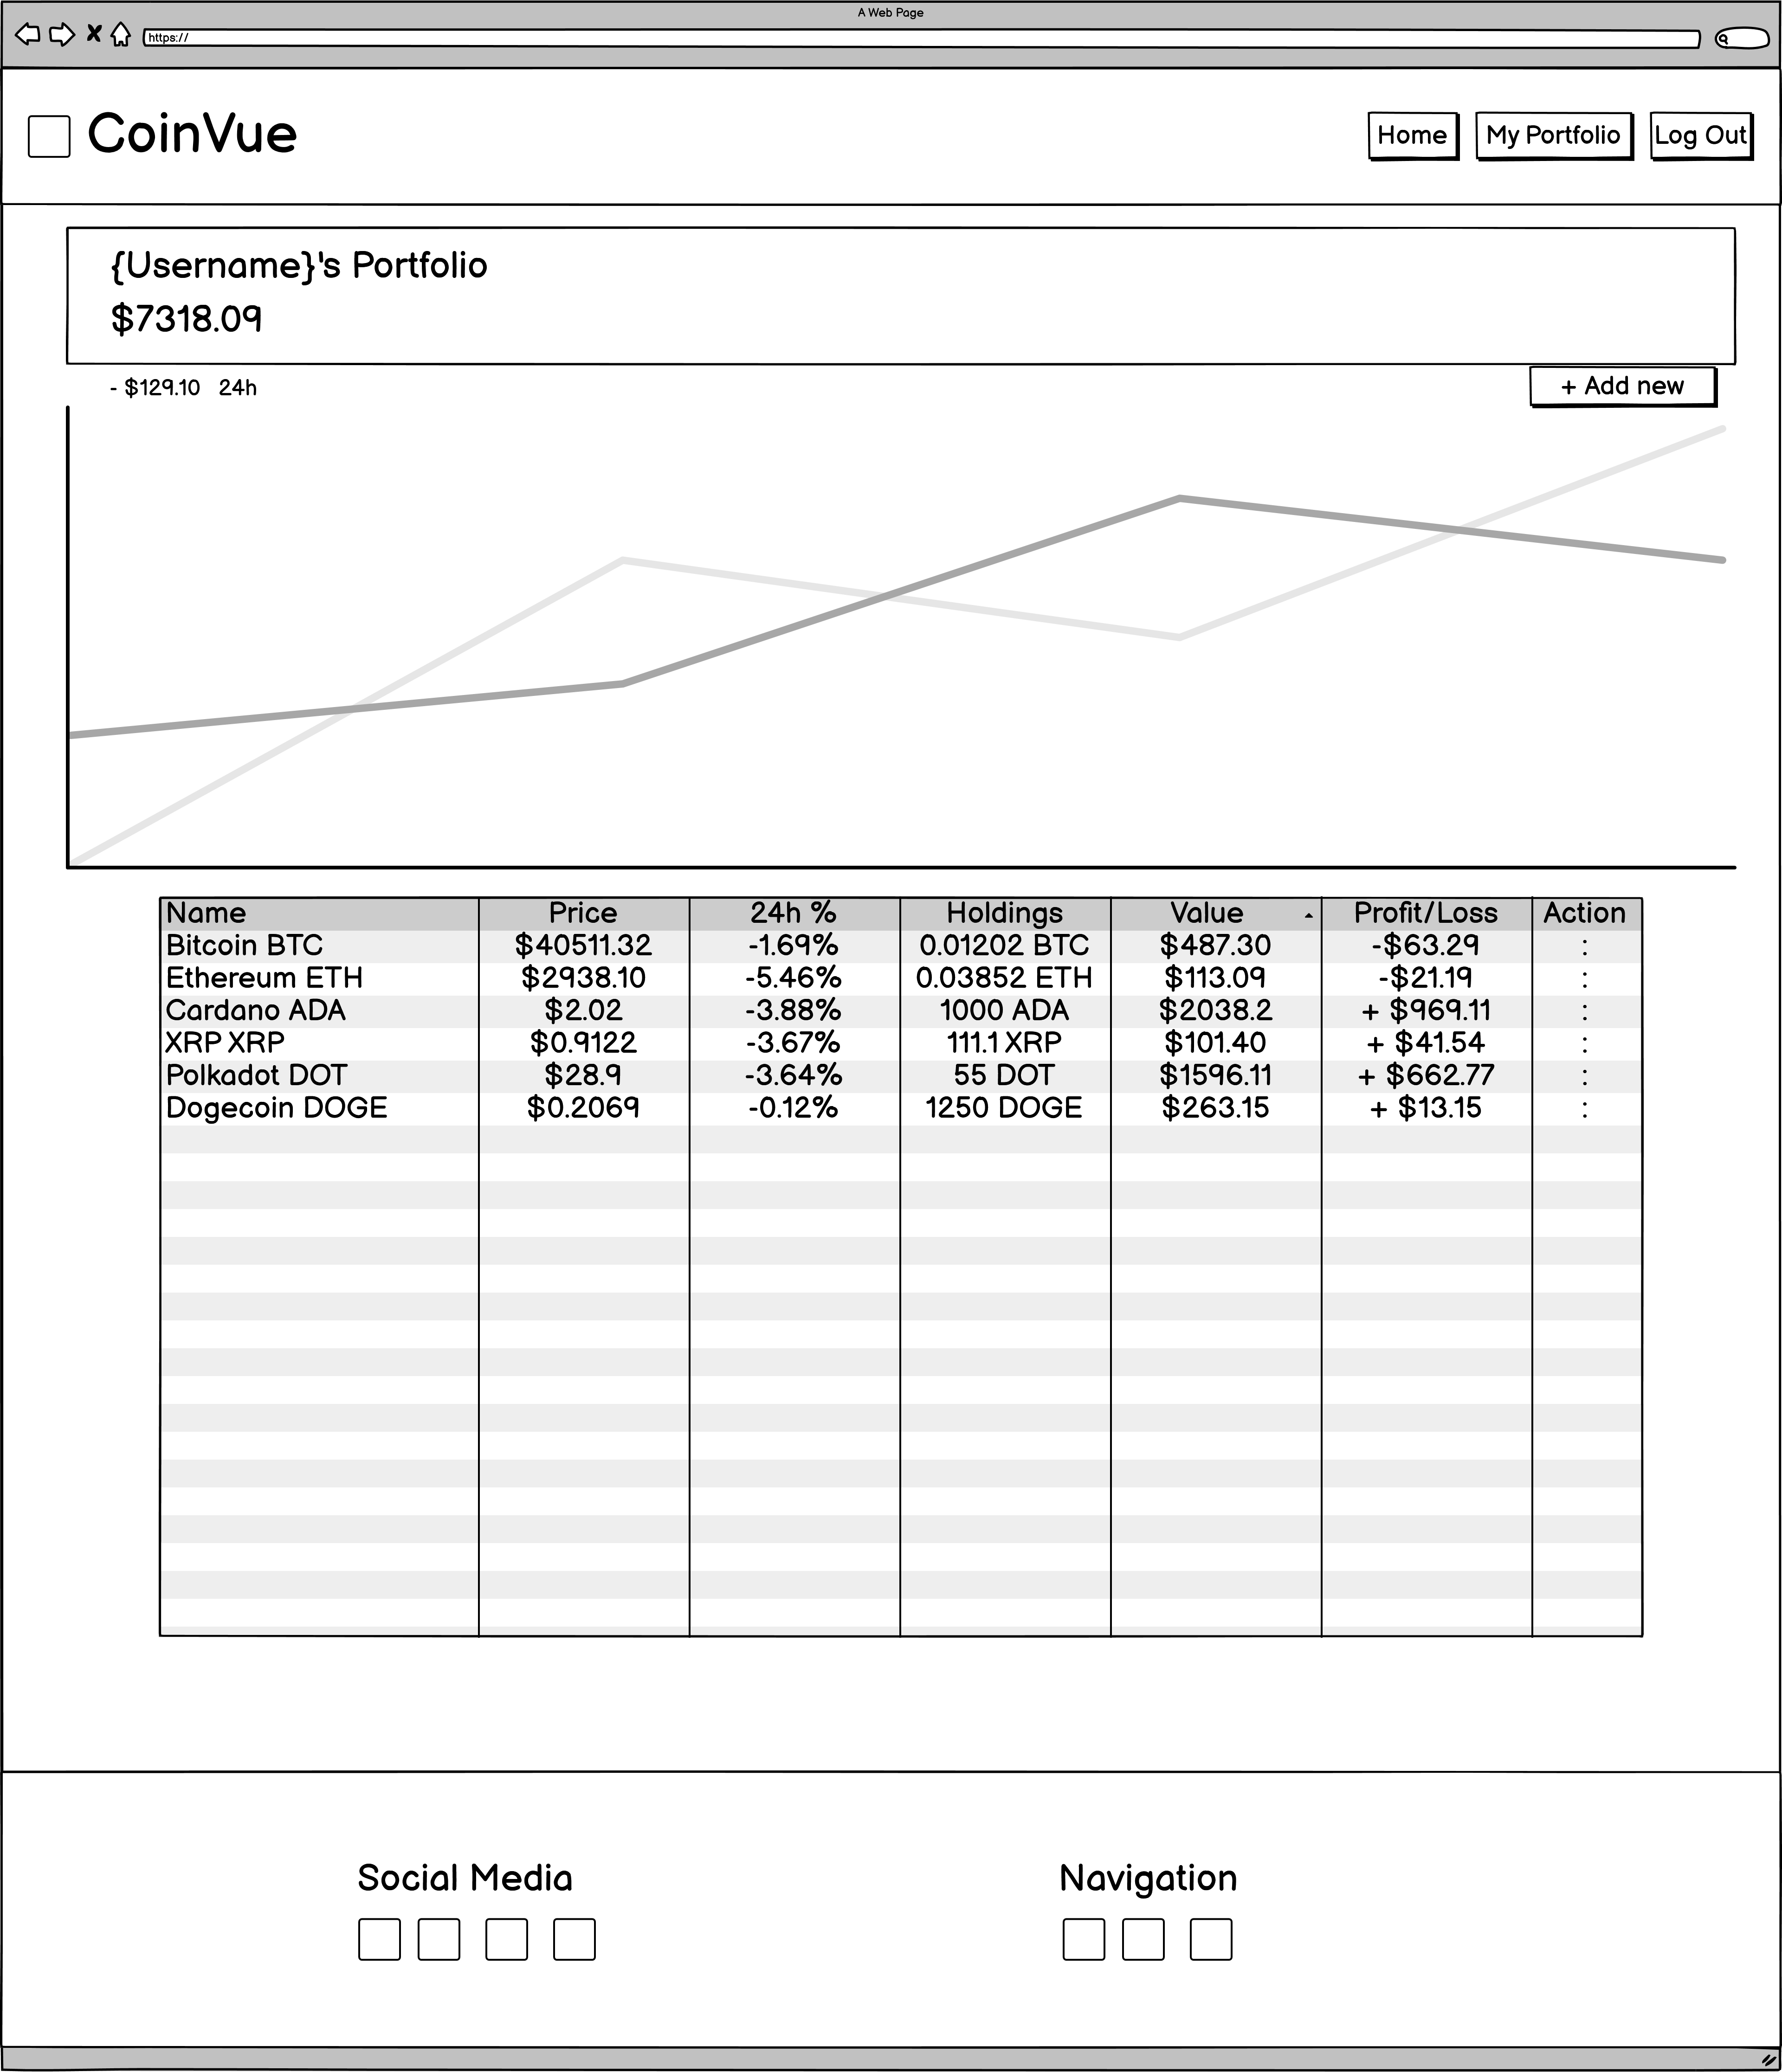 A Web Page
https://
CoinVue
Home My Portfolio Log Out
{Username}'s Portfolio
$7318.09
- $129.10 24h
+ Add new
Name Price 24h % Holdings Value Profit/Loss Action
Bitcoin BTC $40511.32 -1.69% 0.01202 BTC $487.30 -$63.29 :
Ethereum ETH $2938.10 -5.46% 0.03852 ETH $113.09 -$21.19 :
Cardano ADA $2.02 -3.88% 1000 ADA $2038.2 + $969.11 :
XRP XRP $0.9122 -3.67% 111.1 XRP $101.40 + $41.54 :
Polkadot DOT $28.9 -3.64% 55 DOT $1596.11 + $662.77 :
Dogecoin DOGE $0.2069 -0.12% 1250 DOGE $263.15 + $13.15 :
Social Media Navigation